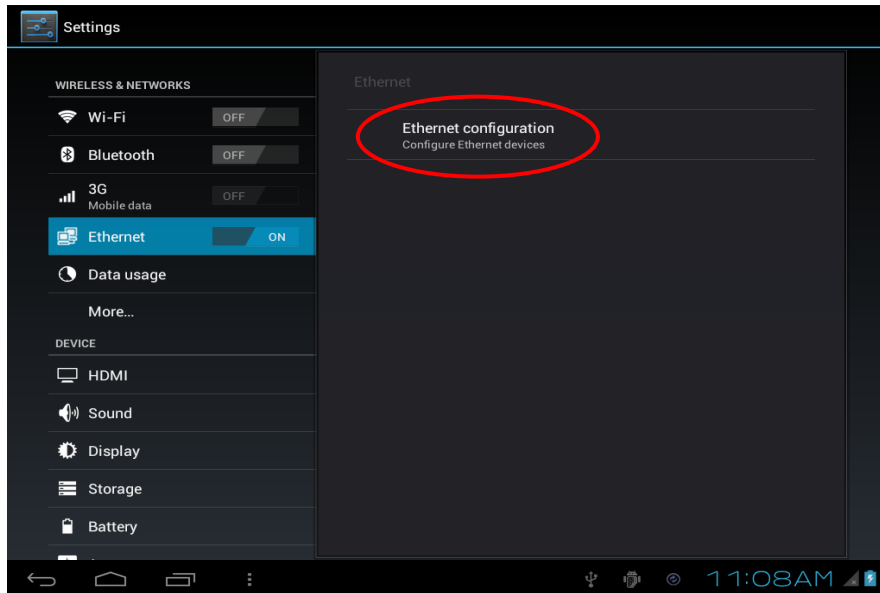 Settings
WIRELESS & NETWORKS
Wi-Fi OFF
Bluetooth OFF
3G OFF
Mobile data
Ethernet ON
Data usage
More...
DEVICE
HDMI
Sound
Display
Storage
Battery
Ethernet
Ethernet configuration
Configure Ethernet devices
11:08AM